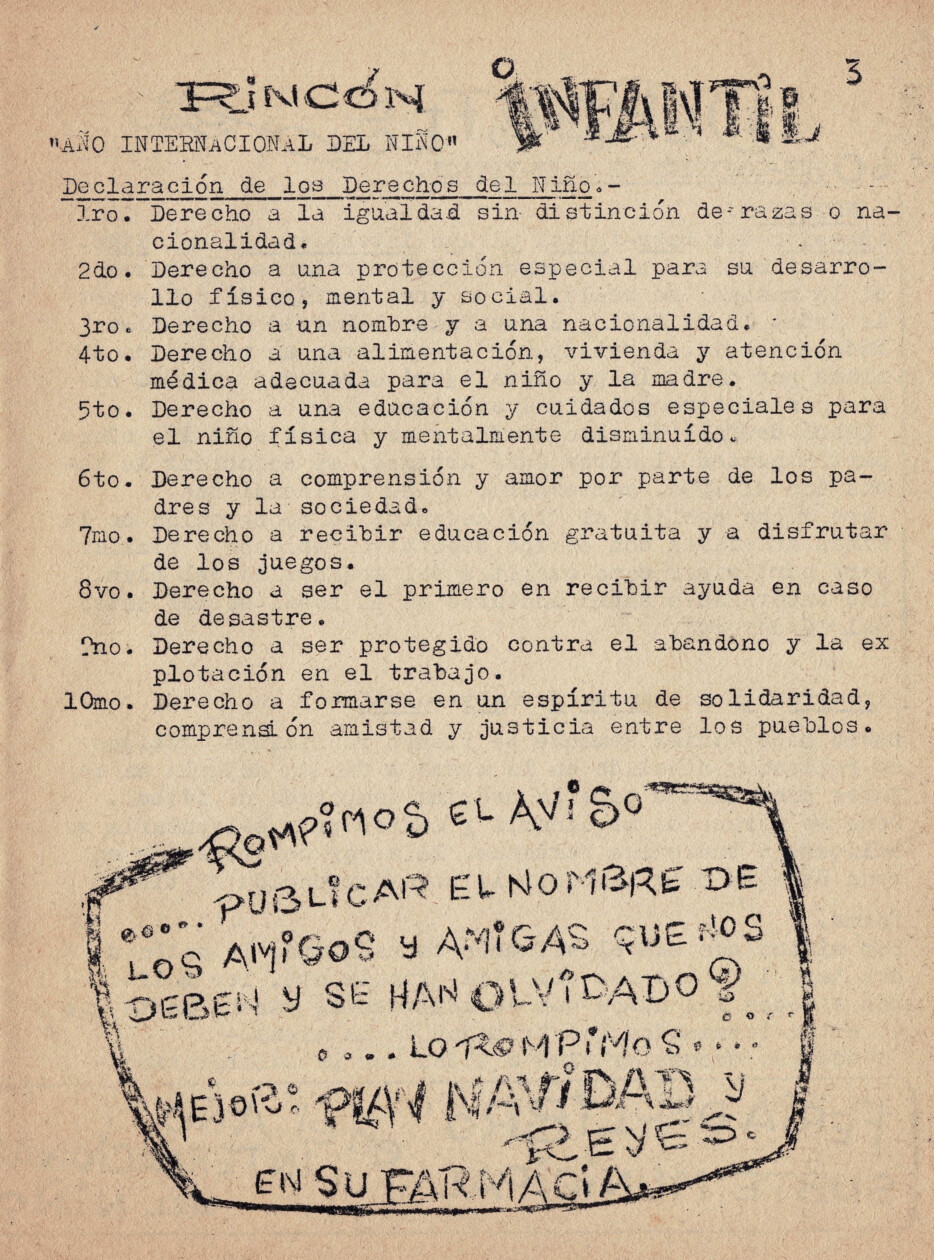 RINCÓN INFANTIL
3
"AÑO INTERNACIONAL DEL NIÑO"
Declaración de los Derechos del Niño.-
1ro. Derecho a la igualdad sin distinción de razas o na-
cionalidad.
2do. Derecho a una protección especial para su desarro-
llo físico, mental y social.
3ro. Derecho a un nombre y a una nacionalidad.
4to. Derecho a una alimentación, vivienda y atención
médica adecuada para el niño y la madre.
5to. Derecho a una educación y cuidados especiales para
el niño física y mentalmente disminuído.
6to. Derecho a comprensión y amor por parte de los pa-
dres y la sociedad.
7mo. Derecho a recibir educación gratuita y a disfrutar
de los juegos.
8vo. Derecho a ser el primero en recibir ayuda en caso
de desastre.
9no. Derecho a ser protegido contra el abandono y la ex
plotación en el trabajo.
10mo. Derecho a formarse en un espíritu de solidaridad,
comprensión amistad y justicia entre los pueblos.
ROMPIMOS EL AVISO
..... PUBLICAR EL NOMBRE DE
LOS AMIGOS Y AMIGAS QUE NOS
DEBEN Y SE HAN OLVIDADO?
....
....LO ROMPIMOS....
MEJOR: PLAN NAVIDAD Y
REYES.
EN SU FARMACIA.